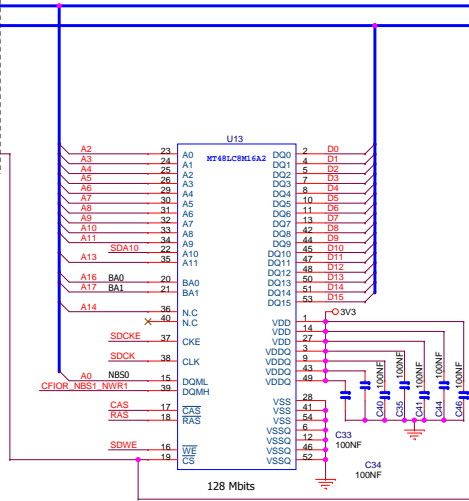 U13
MT48LC8M16A2
A2 23 A0 DQ0 2 D0
A3 24 A1 DQ1 4 D1
A4 25 A2 DQ2 5 D2
A5 26 A3 DQ3 7 D3
A6 29 A4 DQ4 8 D4
A7 30 A5 DQ5 10 D5
A8 31 A6 DQ6 11 D6
A9 32 A7 DQ7 13 D7
A10 33 A8 DQ8 42 D8
A11 34 A9 DQ9 44 D9
SDA10 22 A10 DQ10 45 D10
A13 35 A11 DQ11 47 D11
DQ12 48 D12
A16 BA0 20 BA0 DQ13 50 D13
A17 BA1 21 BA1 DQ14 51 D14
DQ15 53 D15
A14 36 N.C 3V3
40 N.C VDD 1
VDD 14
SDCKE 37 CKE VDD 27
VDDQ 3
SDCK 38 CLK VDDQ 9
VDDQ 43
A0 NBS0 15 DQML VDDQ 49
CFIOR_NBS1_NWR1 39 DQMH
100NF 100NF 100NF 100NF
C40 C35 C41 C44 C46
CAS 17 CAS VSS 28
RAS 18 RAS VSS 41
VSS 54
VSSQ 6
SDWE 16 WE VSSQ 12
19 CS VSSQ 46
VSSQ 52
C33
100NF
C34
100NF
128 Mbits